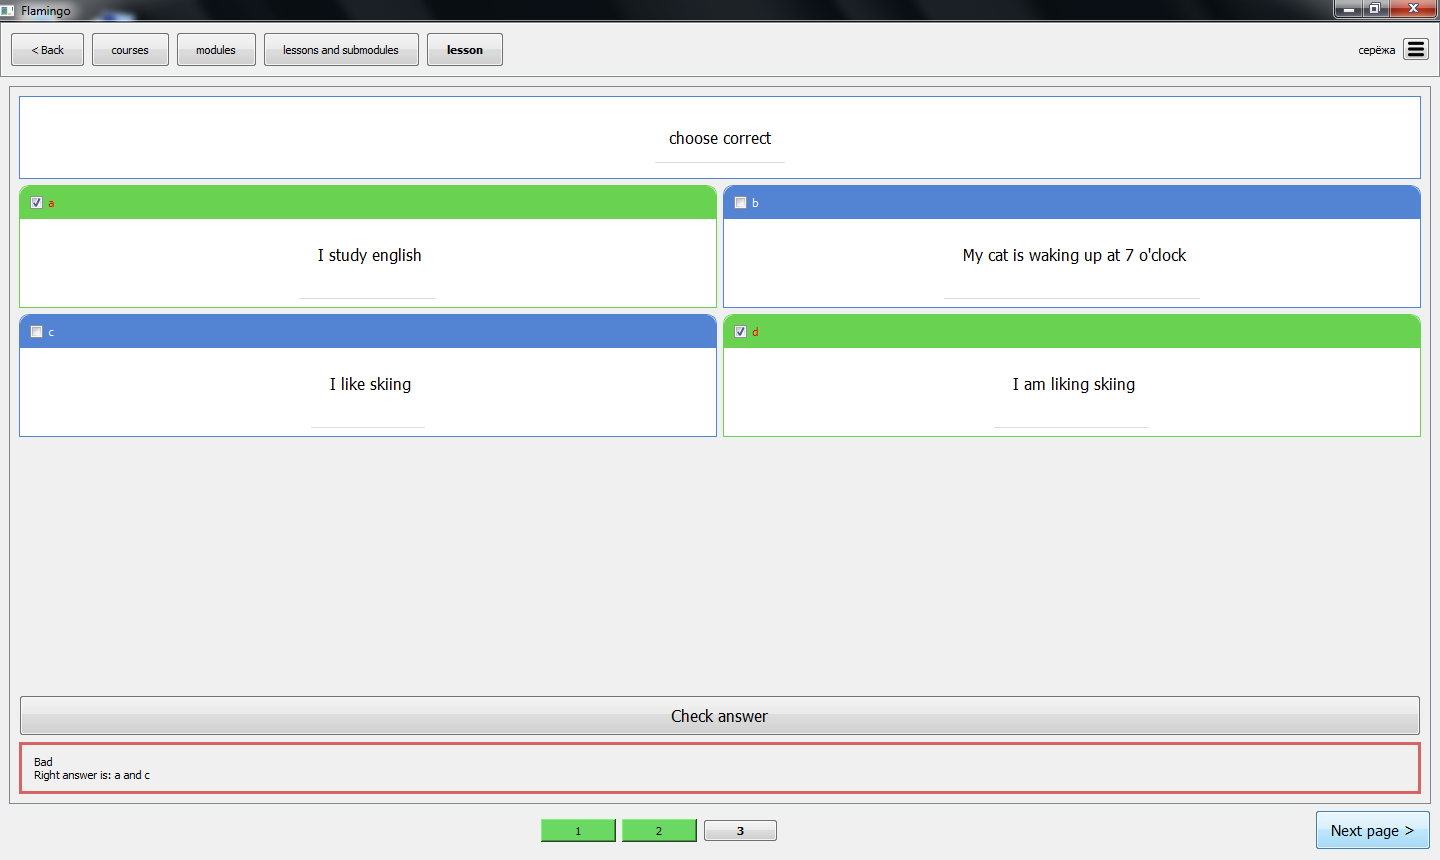 Flamingo
< Back
courses
modules
lessons and submodules
lesson
серёжа
choose correct
a
I study english
b
My cat is waking up at 7 o'clock
c
I like skiing
d
I am liking skiing
Check answer
Bad
Right answer is: a and c
1
2
3
Next page >